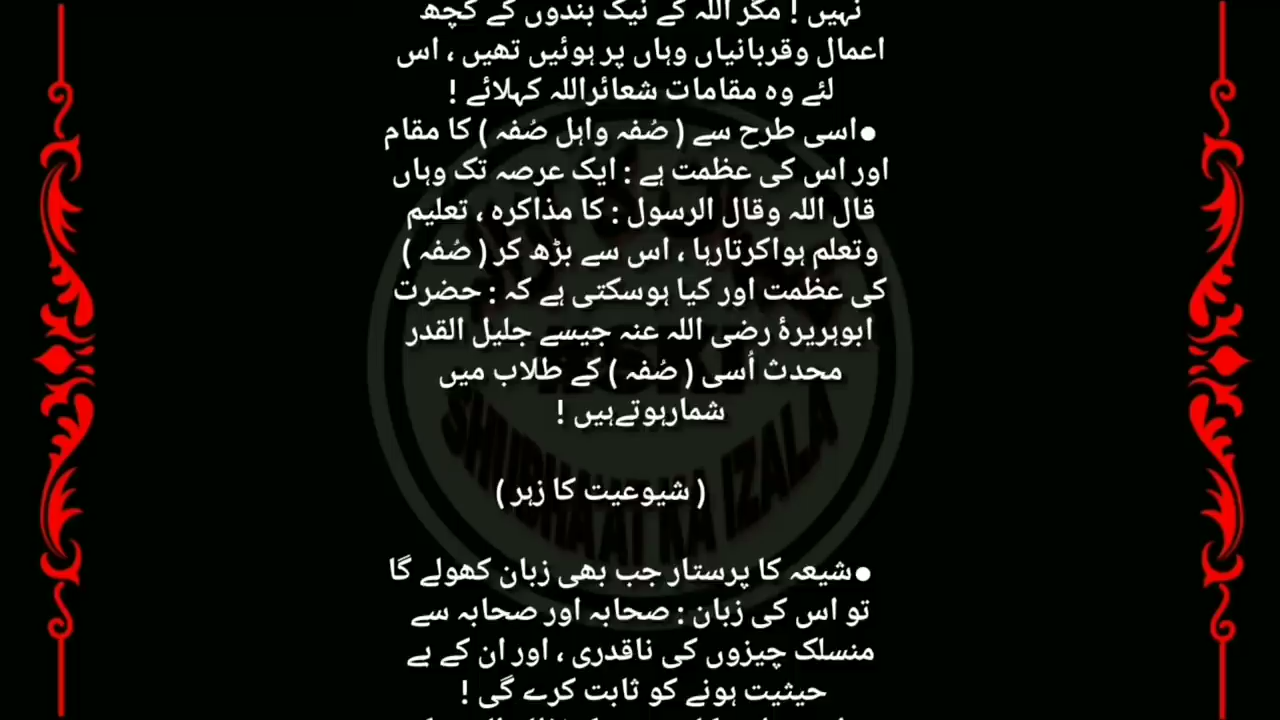 نہیں ! مگر اللہ کے نیک بندوں کے کچھ
اعمال وقربانیاں وہاں پر ہوئیں تھیں ، اس
لئے وہ مقامات شعائراللہ کہلائے !
●اسی طرح سے ( صُفہ واہل صُفہ ) کا مقام
اور اس کی عظمت ہے : ایک عرصہ تک وہاں
قال اللہ وقال الرسول : کا مذاکرہ ، تعلیم
وتعلم ہواکرتارہا ، اس سے بڑھ کر ( صُفہ )
کی عظمت اور کیا ہوسکتی ہے کہ : حضرت
ابوہریرۂ رضی اللہ عنہ جیسے جلیل القدر
محدث اُسی ( صُفہ ) کے طلاب میں
شمارہوتےہیں !
( شیوعیت کا زہر )
●شیعہ کا پرستار جب بھی زبان کھولے گا
تو اس کی زبان : صحابہ اور صحابہ سے
منسلک چیزوں کی ناقدری ، اور ان کے بے
حیثیت ہونے کو ثابت کرے گی !
SHUBHAAT KA IZALA